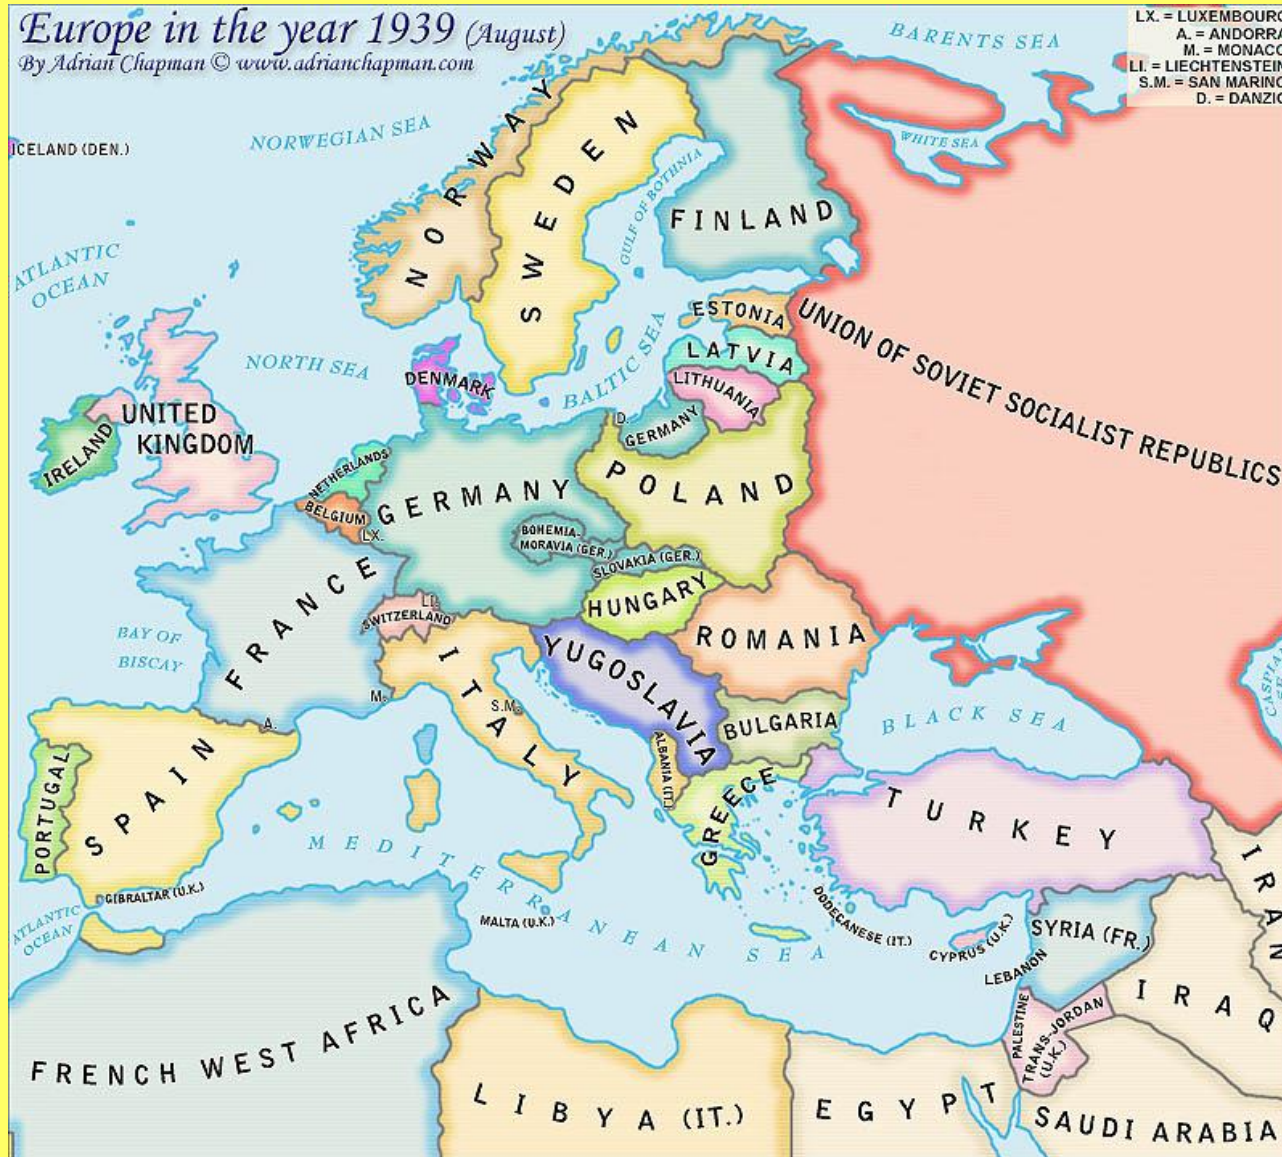 Europe in the year 1939 (August)
By Adrian Chapman © www.adrianchapman.com
LX. = LUXEMBOURG
A. = ANDORRA
M. = MONACO
LI. = LIECHTENSTEIN
S.M. = SAN MARINO
D. = DANZIG
BARENTS SEA
NORWEGIAN SEA
ICELAND (DEN.)
WHITE SEA
NORWAY
SWEDEN
GULF OF BOTHNIA
FINLAND
ATLANTIC
OCEAN
ESTONIA
UNION OF SOVIET SOCIALIST REPUBLICS
LATVIA
LITHUANIA
NORTH SEA
DENMARK
BALTIC SEA
UNITED
KINGDOM
IRELAND
D.
GERMANY
NETHERLANDS
BELGIUM
LX.
GERMANY
POLAND
BOHEMIA-
MORAVIA (GER.)
SLOVAKIA (GER.)
FRANCE
LI.
SWITZERLAND
HUNGARY
ROMANIA
BAY OF
BISCAY
ITALY
YUGOSLAVIA
M.
S.M.
A.
BULGARIA
BLACK SEA
CASPIAN
PORTUGAL
SPAIN
ALBANIA (IT.)
GREECE
TURKEY
IRAN
MEDITERRANEAN SEA
GIBRALTAR (U.K.)
ATLANTIC
OCEAN
MALTA (U.K.)
DODECANESE (IT.)
CYPRUS (U.K.)
SYRIA (FR.)
LEBANON
IRAQ
PALESTINE
TRANS-JORDAN
(U.K.)
FRENCH WEST AFRICA
LIBYA (IT.)
EGYPT
SAUDI ARABIA